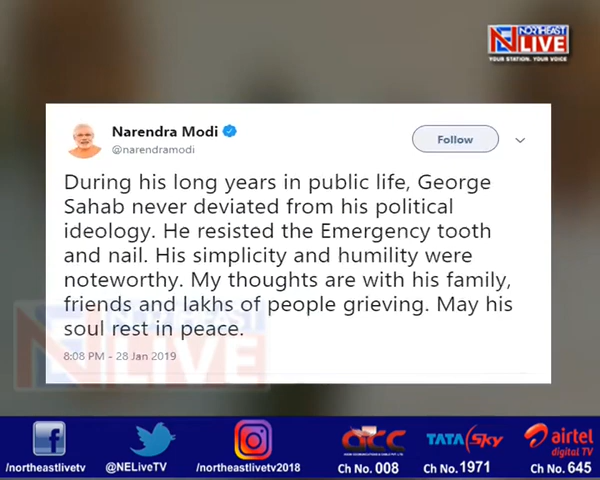 NORTHEAST
LIVE
YOUR STATION. YOUR VOICE
Narendra Modi
@narendramodi
Follow
During his long years in public life, George
Sahab never deviated from his political
ideology. He resisted the Emergency tooth
and nail. His simplicity and humility were
noteworthy. My thoughts are with his family,
friends and lakhs of people grieving. May his
soul rest in peace.
8:08 PM - 28 Jan 2019
NORTHEAST
LIVE
/northeastlivetv
@NELiveTV
/northeastlivetv2018
Ch No. 008
TATA Sky
Ch No. 1971
airtel
digital TV
Ch No. 645